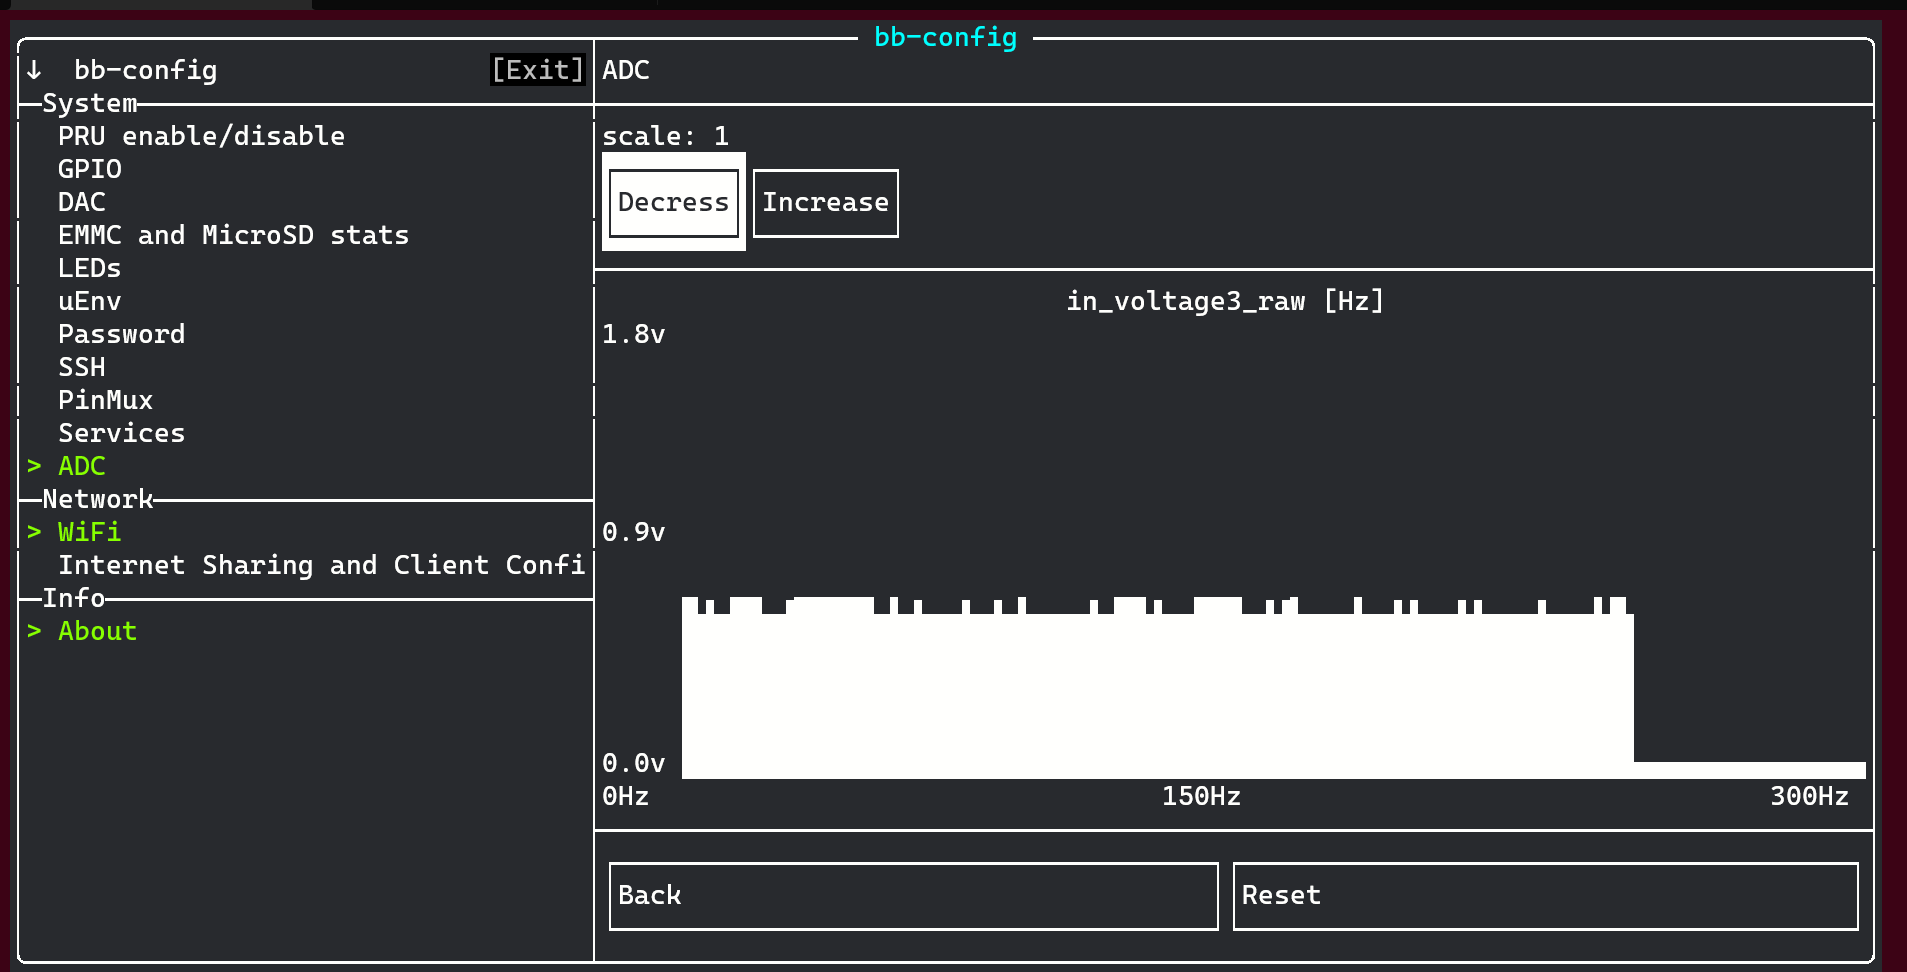 bb-config
↓ bb-config [Exit]
System
PRU enable/disable
GPIO
DAC
EMMC and MicroSD stats
LEDs
uEnv
Password
SSH
PinMux
Services
> ADC
Network
> WiFi
Internet Sharing and Client Confi
Info
> About
ADC
scale: 1
Decress Increase
in_voltage3_raw [Hz]
1.8v
0.9v
0.0v
0Hz 150Hz 300Hz
Back Reset